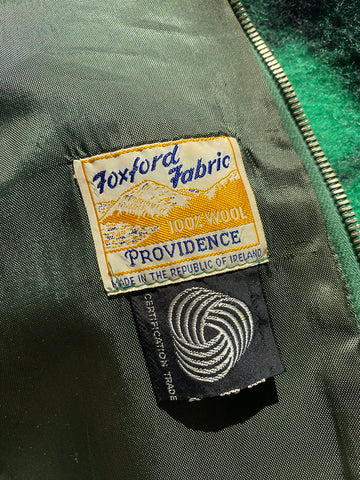 Foxford
Fabric
100% WOOL
PROVIDENCE
MADE IN THE REPUBLIC OF IRELAND
CERTIFICATION TRADE